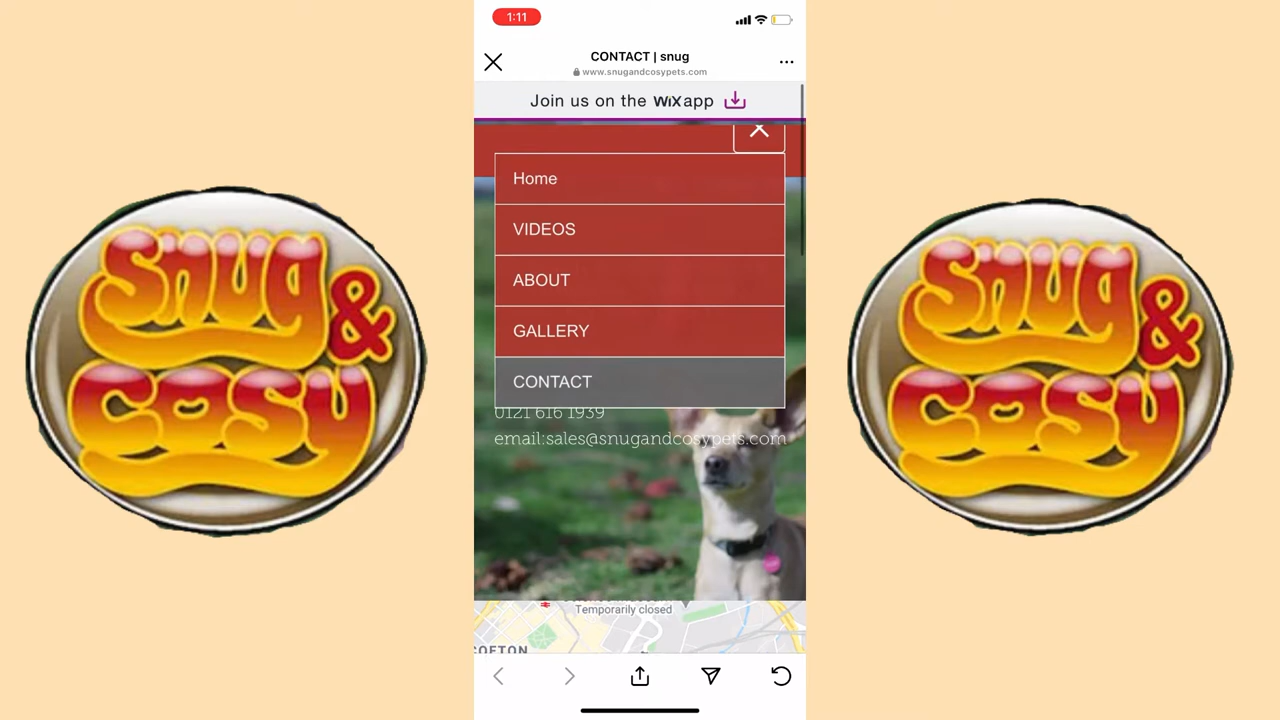 1:11
CONTACT | snug
www.snugandcosypets.com
Join us on the WiX app
Home
VIDEOS
ABOUT
GALLERY
CONTACT
0121 616 1939
email:sales@snugandcosypets.com
Temporarily closed
snug &
cosy
snug &
cosy